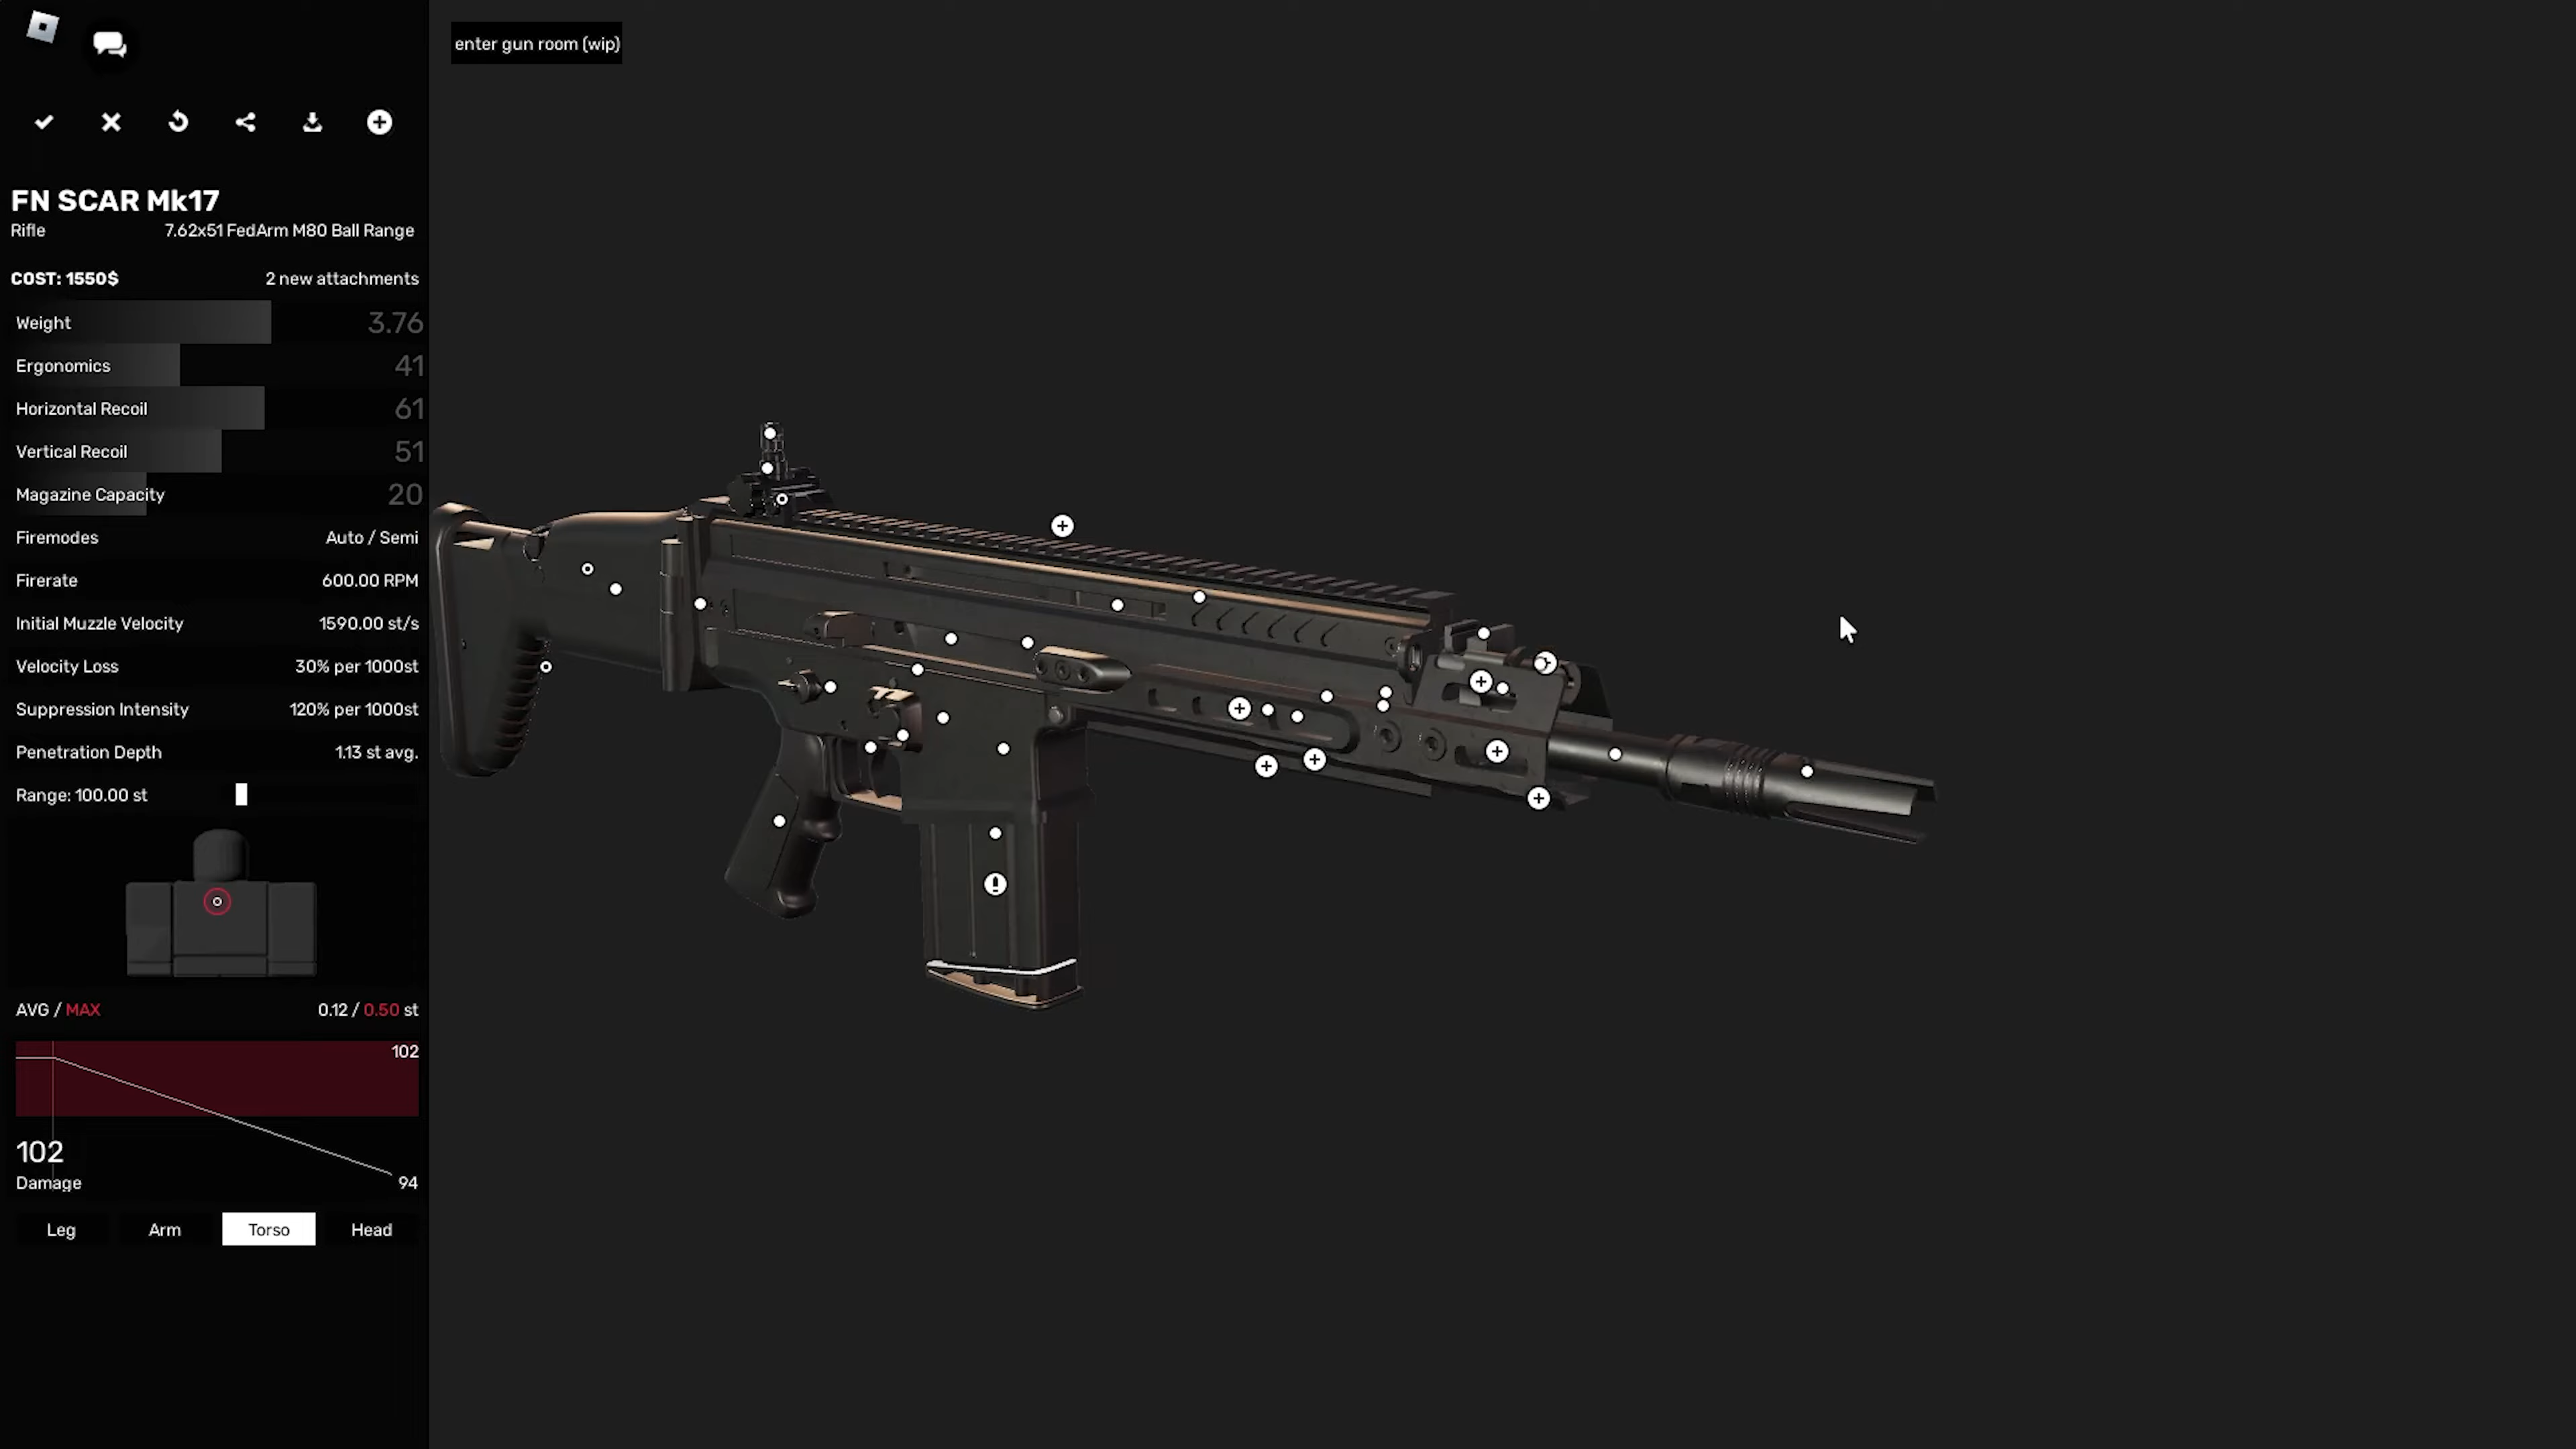 enter gun room (wip)
FN SCAR Mk17
Rifle 7.62x51 FedArm M80 Ball Range
COST: 1550$ 2 new attachments
Weight 3.76
Ergonomics 41
Horizontal Recoil 61
Vertical Recoil 51
Magazine Capacity 20
Firemodes Auto / Semi
Firerate 600.00 RPM
Initial Muzzle Velocity 1590.00 st/s
Velocity Loss 30% per 1000st
Suppression Intensity 120% per 1000st
Penetration Depth 1.13 st avg.
Range: 100.00 st
AVG / MAX 0.12 / 0.50 st
102
102
Damage 94
Leg Arm Torso Head